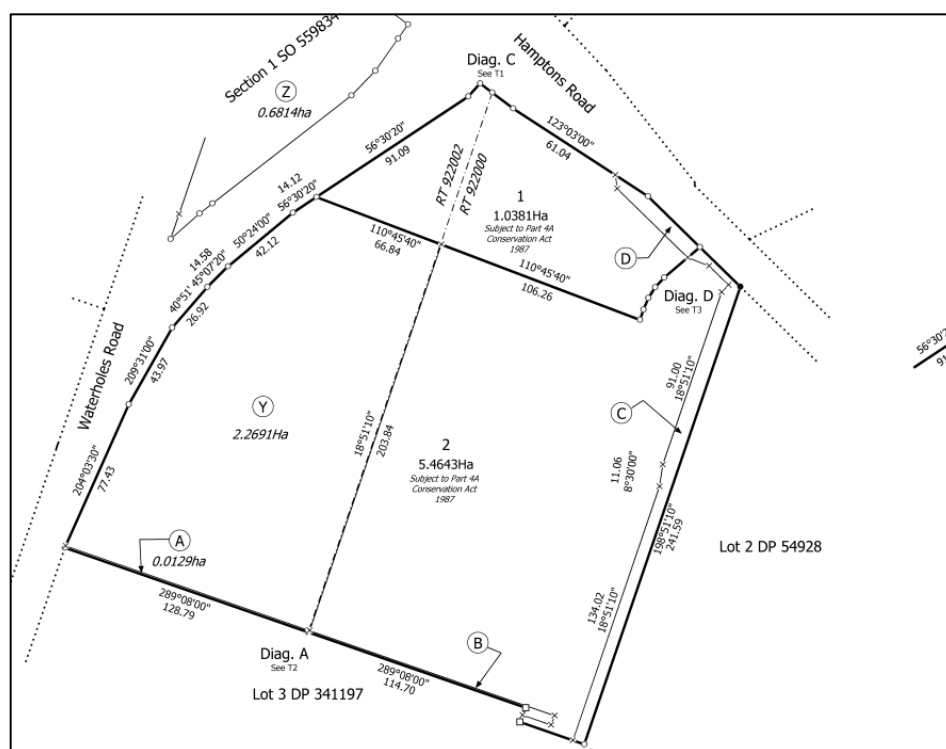 Section 1 SO 559834
Z
0.6814ha
Diag. C
See T1
Hamptons Road
56°30'20"
91.09
123°03'00"
61.04
RT 922002
RT 922000
1
1.0381Ha
Subject to Part 4A
Conservation Act
1987
14.12
56°30'20"
50°24'00"
42.12
14.58
45°07'20"
40°51'
26.92
110°45'40"
66.84
110°45'40"
106.26
D
Diag. D
See T3
56°30'2
91.
209°31'00"
43.97
Waterholes Road
204°03'30"
77.43
Y
2.2691Ha
18°51'10"
203.84
2
5.4643Ha
Subject to Part 4A
Conservation Act
1987
91.00
18°51'10"
C
11.06
8°30'00"
198°51'10"
241.59
Lot 2 DP 54928
A
0.0129ha
289°08'00"
128.79
134.02
18°51'10"
Diag. A
See T2
B
289°08'00"
114.70
Lot 3 DP 341197